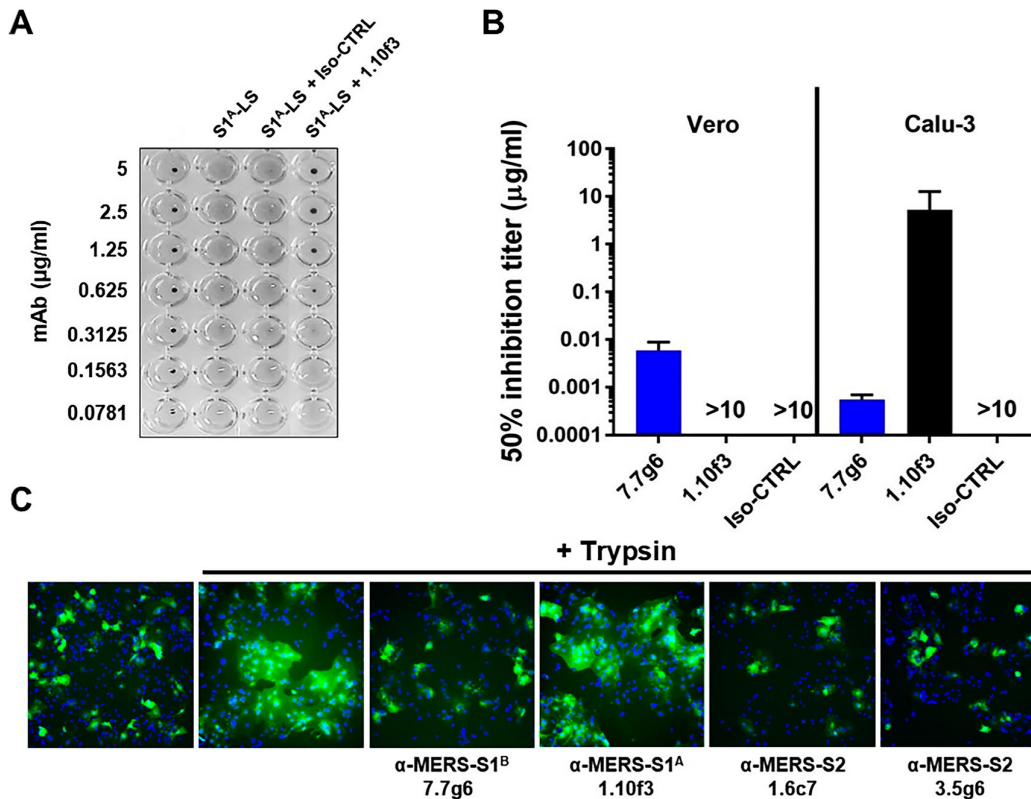 A
S1ᴬ-LS
S1ᴬ-LS + Iso-CTRL
S1ᴬ-LS + 1.10f3
mAb (µg/ml)
5
2.5
1.25
0.625
0.3125
0.1563
0.0781
B
Vero
Calu-3
50% inhibition titer (µg/ml)
100
10
1
0.1
0.01
0.001
0.0001
>10
>10
>10
7.7g6
1.10f3
Iso-CTRL
7.7g6
1.10f3
Iso-CTRL
C
+ Trypsin
α-MERS-S1ᴮ
7.7g6
α-MERS-S1ᴬ
1.10f3
α-MERS-S2
1.6c7
α-MERS-S2
3.5g6